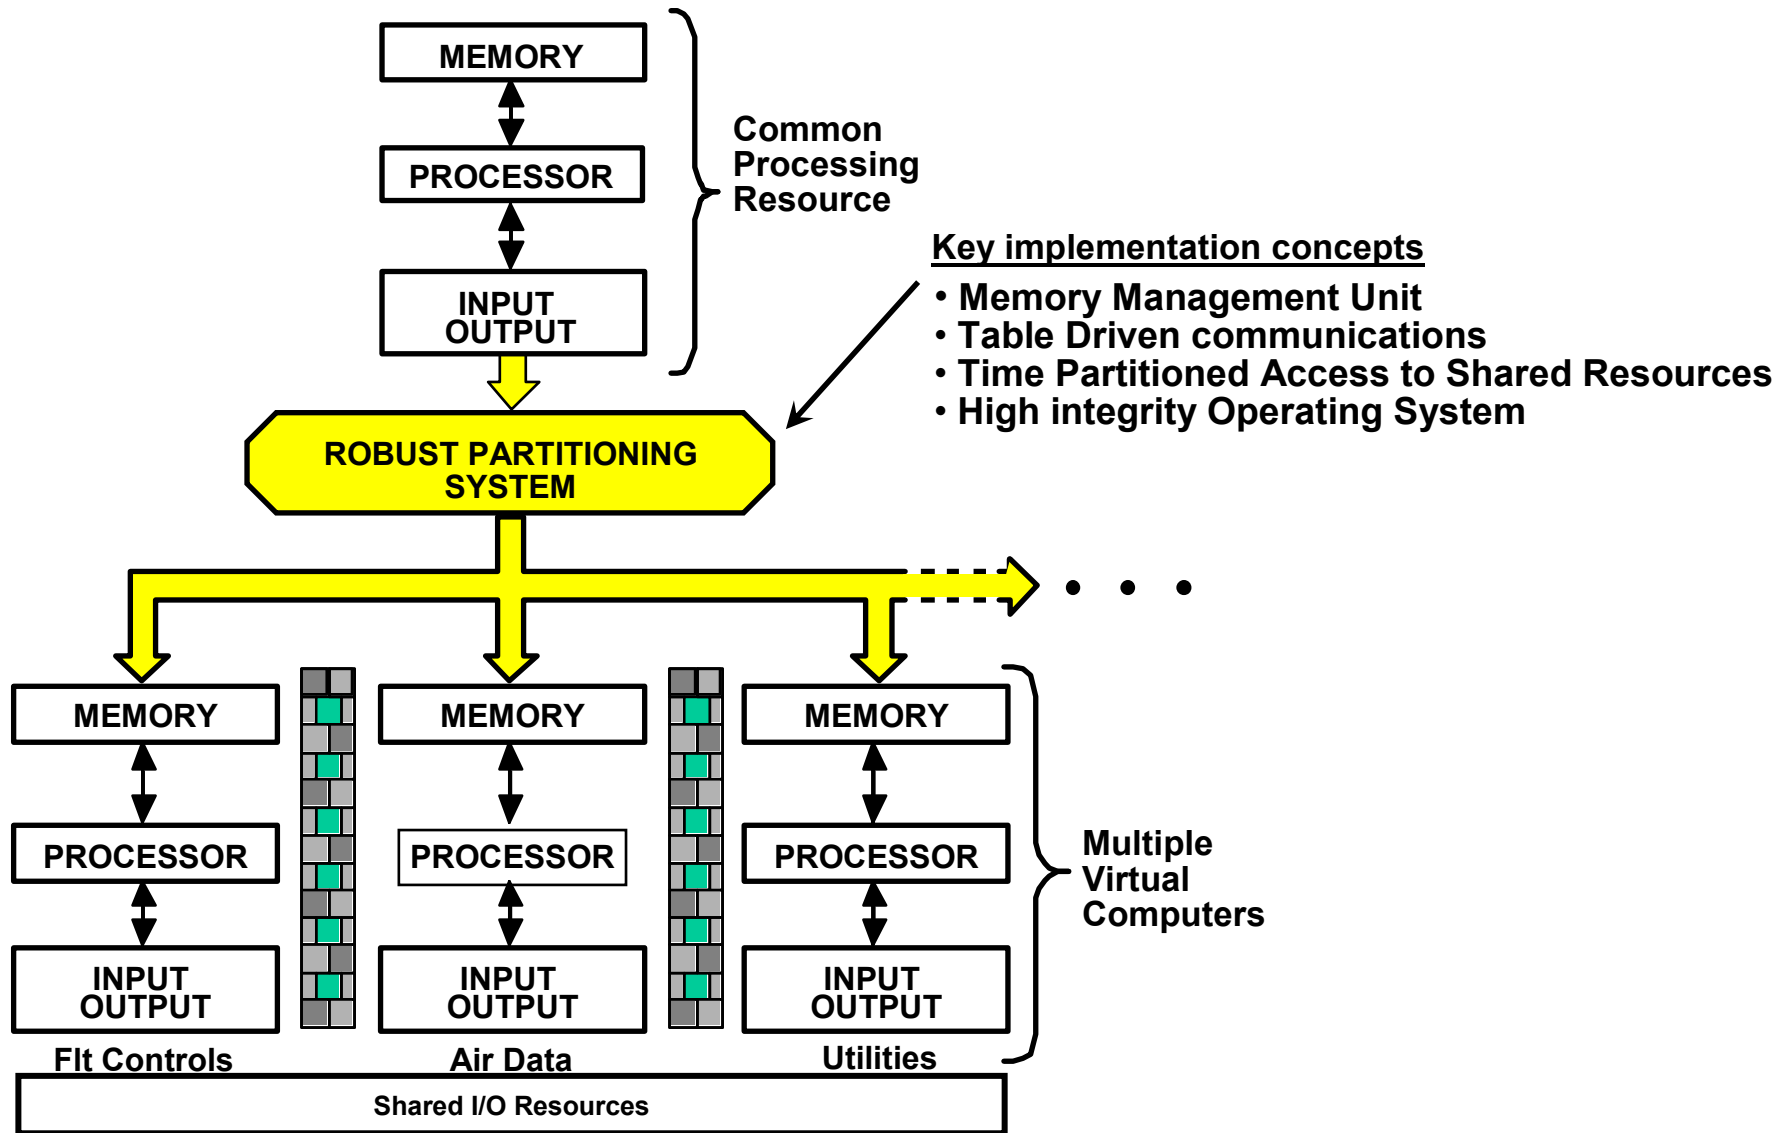 MEMORY
PROCESSOR
INPUT
OUTPUT
Common
Processing
Resource
Key implementation concepts
• Memory Management Unit
• Table Driven communications
• Time Partitioned Access to Shared Resources
• High integrity Operating System
ROBUST PARTITIONING
SYSTEM
• • •
MEMORY
PROCESSOR
INPUT
OUTPUT
Flt Controls
MEMORY
PROCESSOR
INPUT
OUTPUT
Air Data
MEMORY
PROCESSOR
INPUT
OUTPUT
Utilities
Multiple
Virtual
Computers
Shared I/O Resources